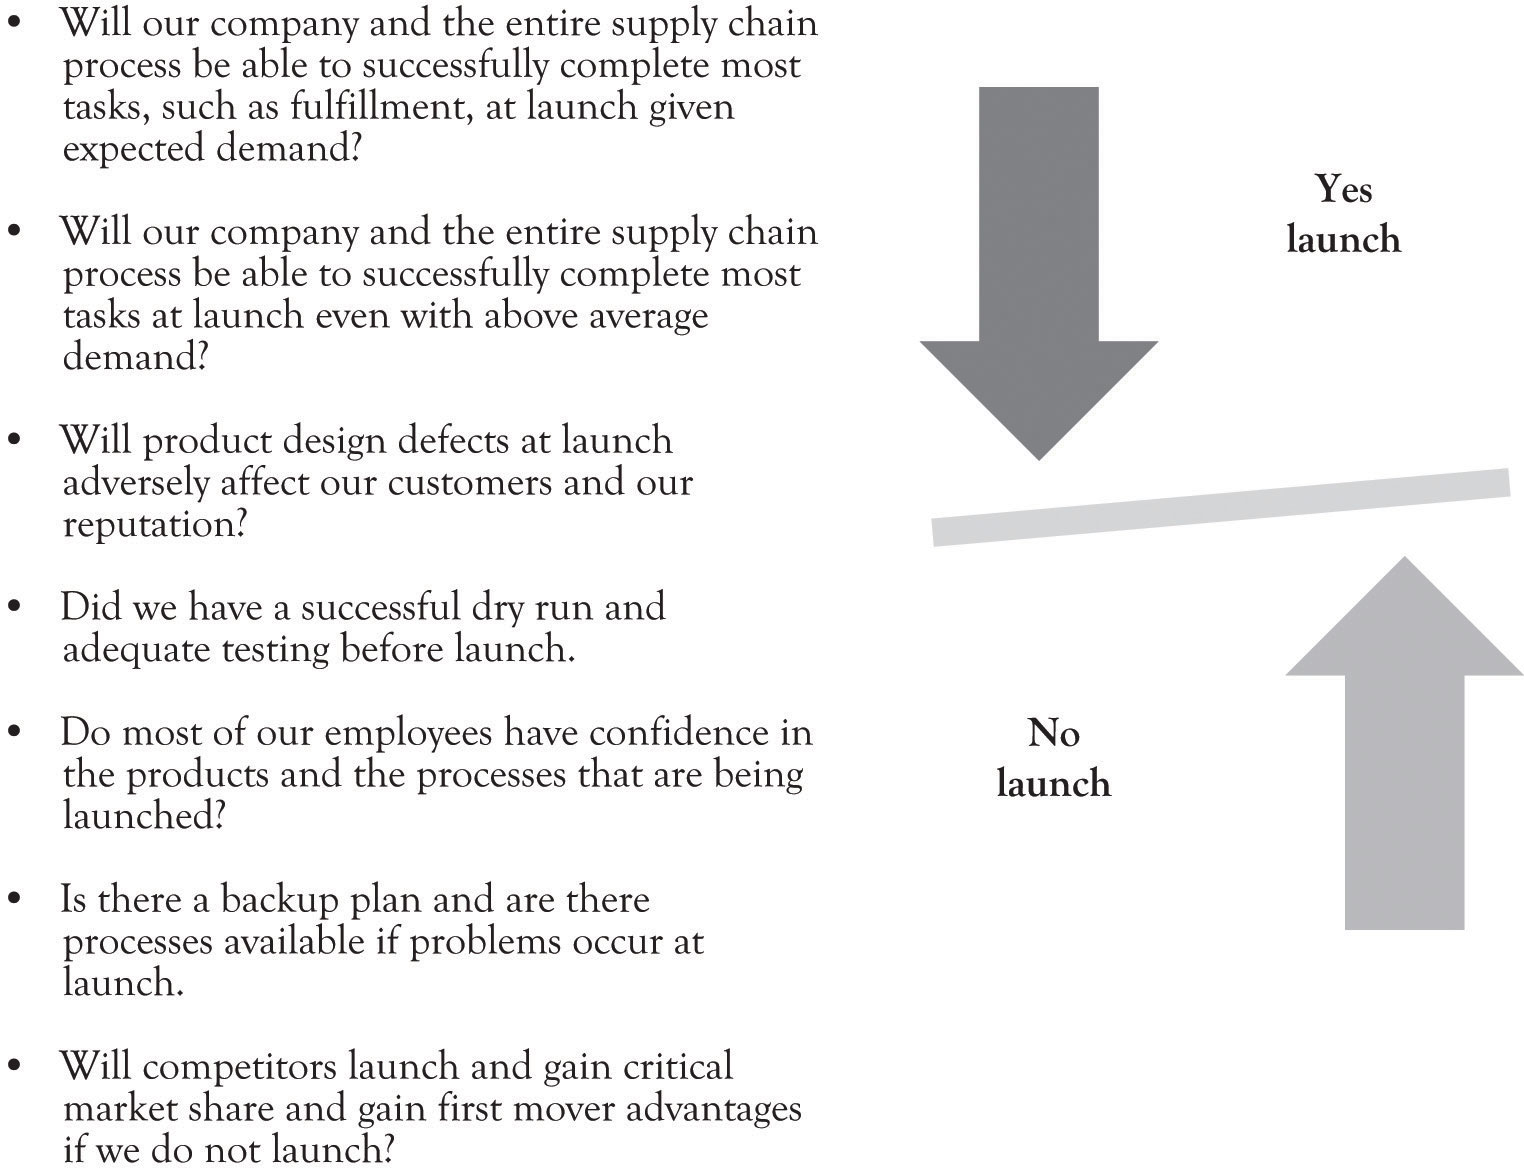 • Will our company and the entire supply chain
process be able to successfully complete most
tasks, such as fulfillment, at launch given
expected demand?
• Will our company and the entire supply chain
process be able to successfully complete most
tasks at launch even with above average
demand?
• Will product design defects at launch
adversely affect our customers and our
reputation?
• Did we have a successful dry run and
adequate testing before launch.
• Do most of our employees have confidence in
the products and the processes that are being
launched?
• Is there a backup plan and are there
processes available if problems occur at
launch.
• Will competitors launch and gain critical
market share and gain first mover advantages
if we do not launch?
Yes
launch
No
launch